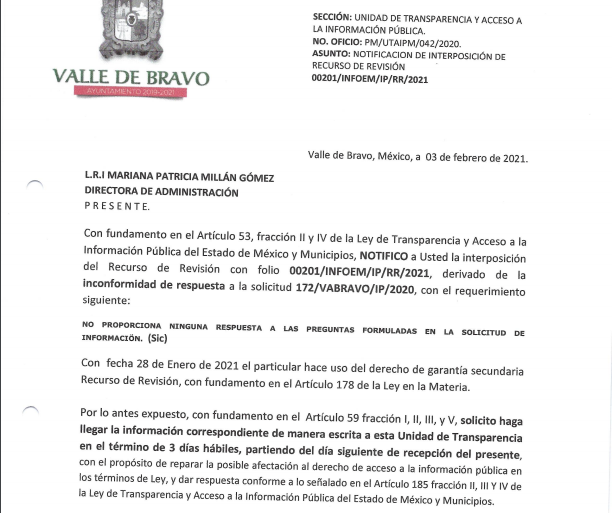 SECCIÓN: UNIDAD DE TRANSPARENCIA Y ACCESO A
LA INFORMACIÓN PÚBLICA.
NO. OFICIO: PM/UTAIPM/042/2020.
ASUNTO: NOTIFICACION DE INTERPOSICIÓN DE
RECURSO DE REVISIÓN
00201/INFOEM/IP/RR/2021
VALLE DE BRAVO
AYUNTAMIENTO 2019-2021
Valle de Bravo, México, a 03 de febrero de 2021.
L.R.I MARIANA PATRICIA MILLÁN GÓMEZ
DIRECTORA DE ADMINISTRACIÓN
P R E S E N T E.
Con fundamento en el Artículo 53, fracción II y IV de la Ley de Transparencia y Acceso a la
Información Pública del Estado de México y Municipios, NOTIFICO a Usted la interposición
del Recurso de Revisión con folio 00201/INFOEM/IP/RR/2021, derivado de la
inconformidad de respuesta a la solicitud 172/VABRAVO/IP/2020, con el requerimiento
siguiente:
NO PROPORCIONA NINGUNA RESPUESTA A LAS PREGUNTAS FORMULADAS EN LA SOLICITUD DE
INFORMACIÓN. (Sic)
Con fecha 28 de Enero de 2021 el particular hace uso del derecho de garantía secundaria
Recurso de Revisión, con fundamento en el Artículo 178 de la Ley en la Materia.
Por lo antes expuesto, con fundamento en el Artículo 59 fracción I, II, III, y V, solicito haga
llegar la información correspondiente de manera escrita a esta Unidad de Transparencia
en el término de 3 días hábiles, partiendo del día siguiente de recepción del presente,
con el propósito de reparar la posible afectación al derecho de acceso a la información pública en
los términos de Ley, y dar respuesta conforme a lo señalado en el Artículo 185 fracción II, III Y IV de
la Ley de Transparencia y Acceso a la Información Pública del Estado de México y Municipios.